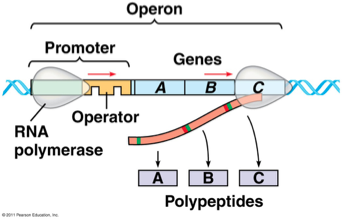 Operon
Promoter
Genes
A B C
Operator
RNA
polymerase
A B C
Polypeptides
© 2011 Pearson Education, Inc.